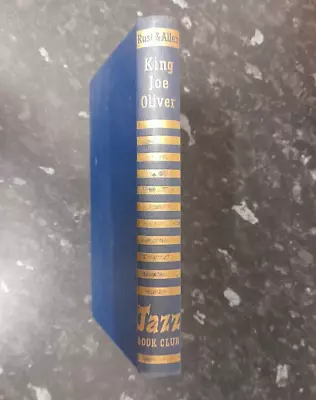 Rust & Allen
King
Joe
Oliver
Jazz
BOOK CLUB